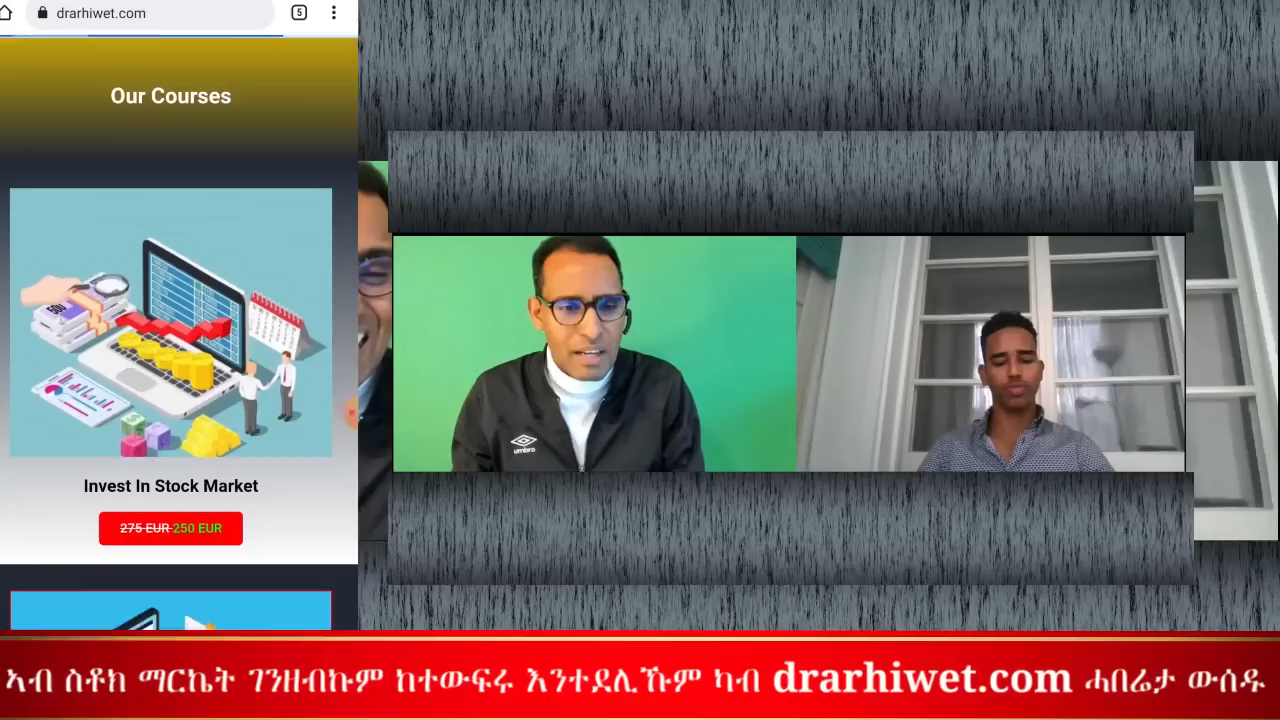 drarhiwet.com
5
Our Courses
Invest In Stock Market
275 EUR 250 EUR
umbro
ኣብ ስቶክ ማርኬት ገንዘብኩም ከተውፍሩ እንተደሊኹም ካብ drarhiwet.com ሓበሬታ ውሰዱ